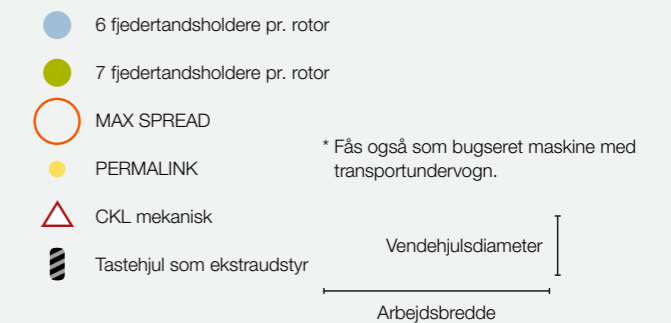 6 fjedertandsholdere pr. rotor
7 fjedertandsholdere pr. rotor
MAX SPREAD
PERMALINK
CKL mekanisk
Tastehjul som ekstraudstyr
* Fås også som bugseret maskine med
transportundervogn.
Vendehjulsdiameter
Arbejdsbredde